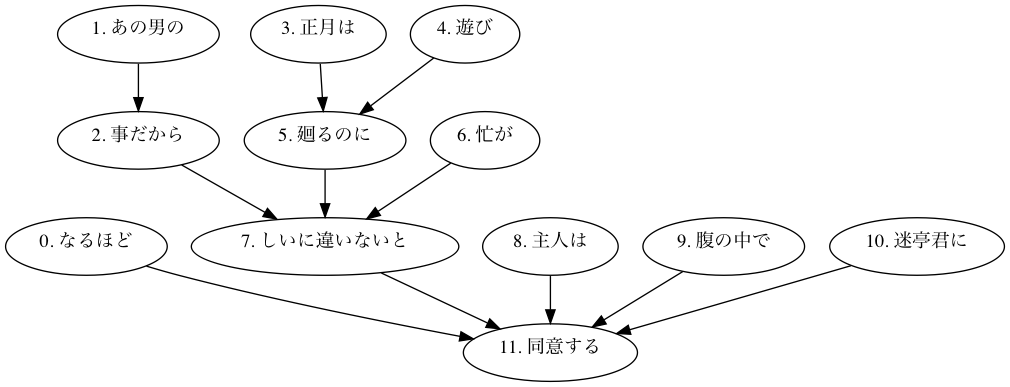 1. あの男の
3. 正月は
4. 遊び
2. 事だから
5. 廻るのに
6. 忙が
0. なるほど
7. しいに違いないと
8. 主人は
9. 腹の中で
10. 迷亭君に
11. 同意する